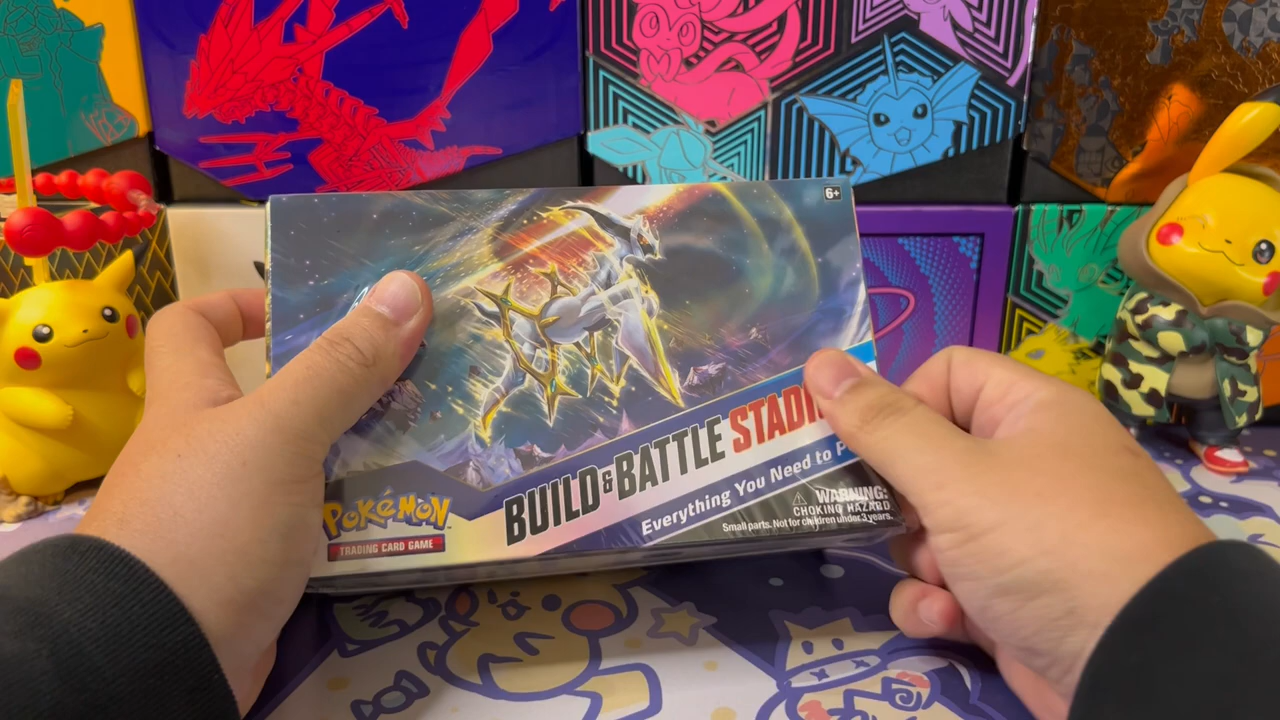 6+
BUILD & BATTLE
Everything You Need to
WARNING:
CHOKING HAZARD
Small parts. Not for children under 3 years.
POKéMON
TRADING CARD GAME